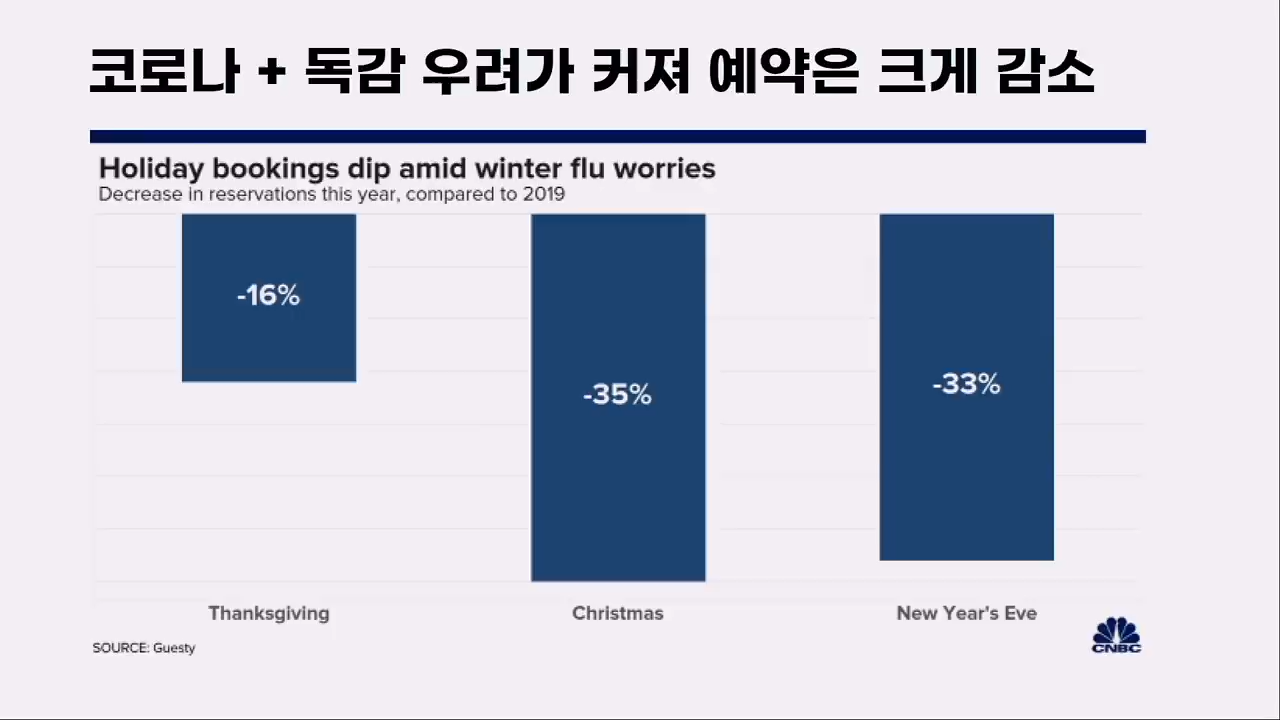 코로나 + 독감 우려가 커져 예약은 크게 감소
Holiday bookings dip amid winter flu worries
Decrease in reservations this year, compared to 2019
-16%
-35%
-33%
Thanksgiving
Christmas
New Year's Eve
SOURCE: Guesty
CNBC